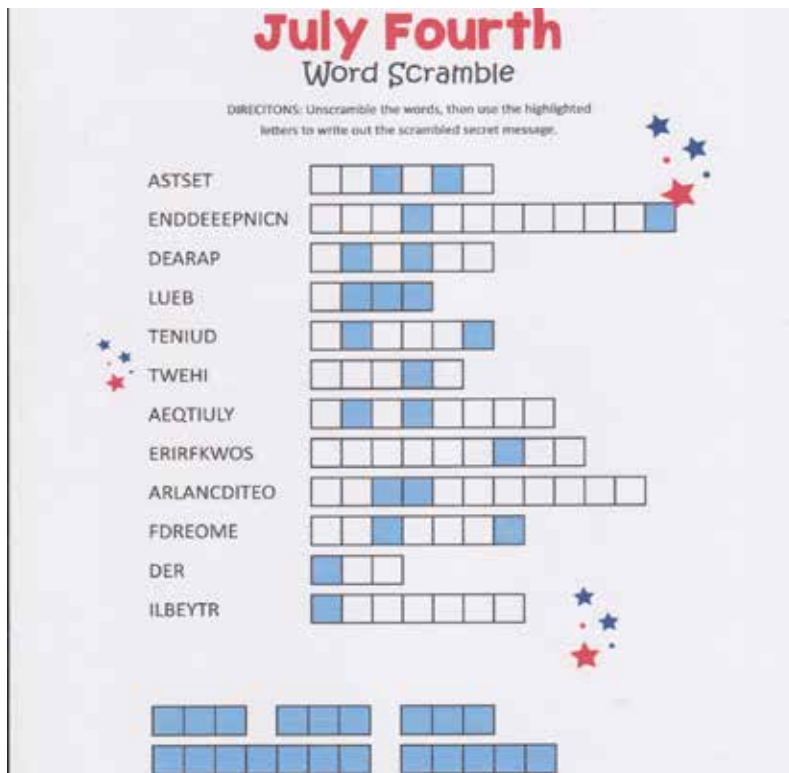 July Fourth
Word Scramble
DIRECITONS: Unscramble the words, then use the highlighted
letters to write out the scrambled secret message.
ASTSET
ENDDEEEPNICN
DEARAP
LUEB
TENIUD
TWEHI
AEQTIULY
ERIRFKWOS
ARLANCDITEO
FDREOME
DER
ILBEYTR